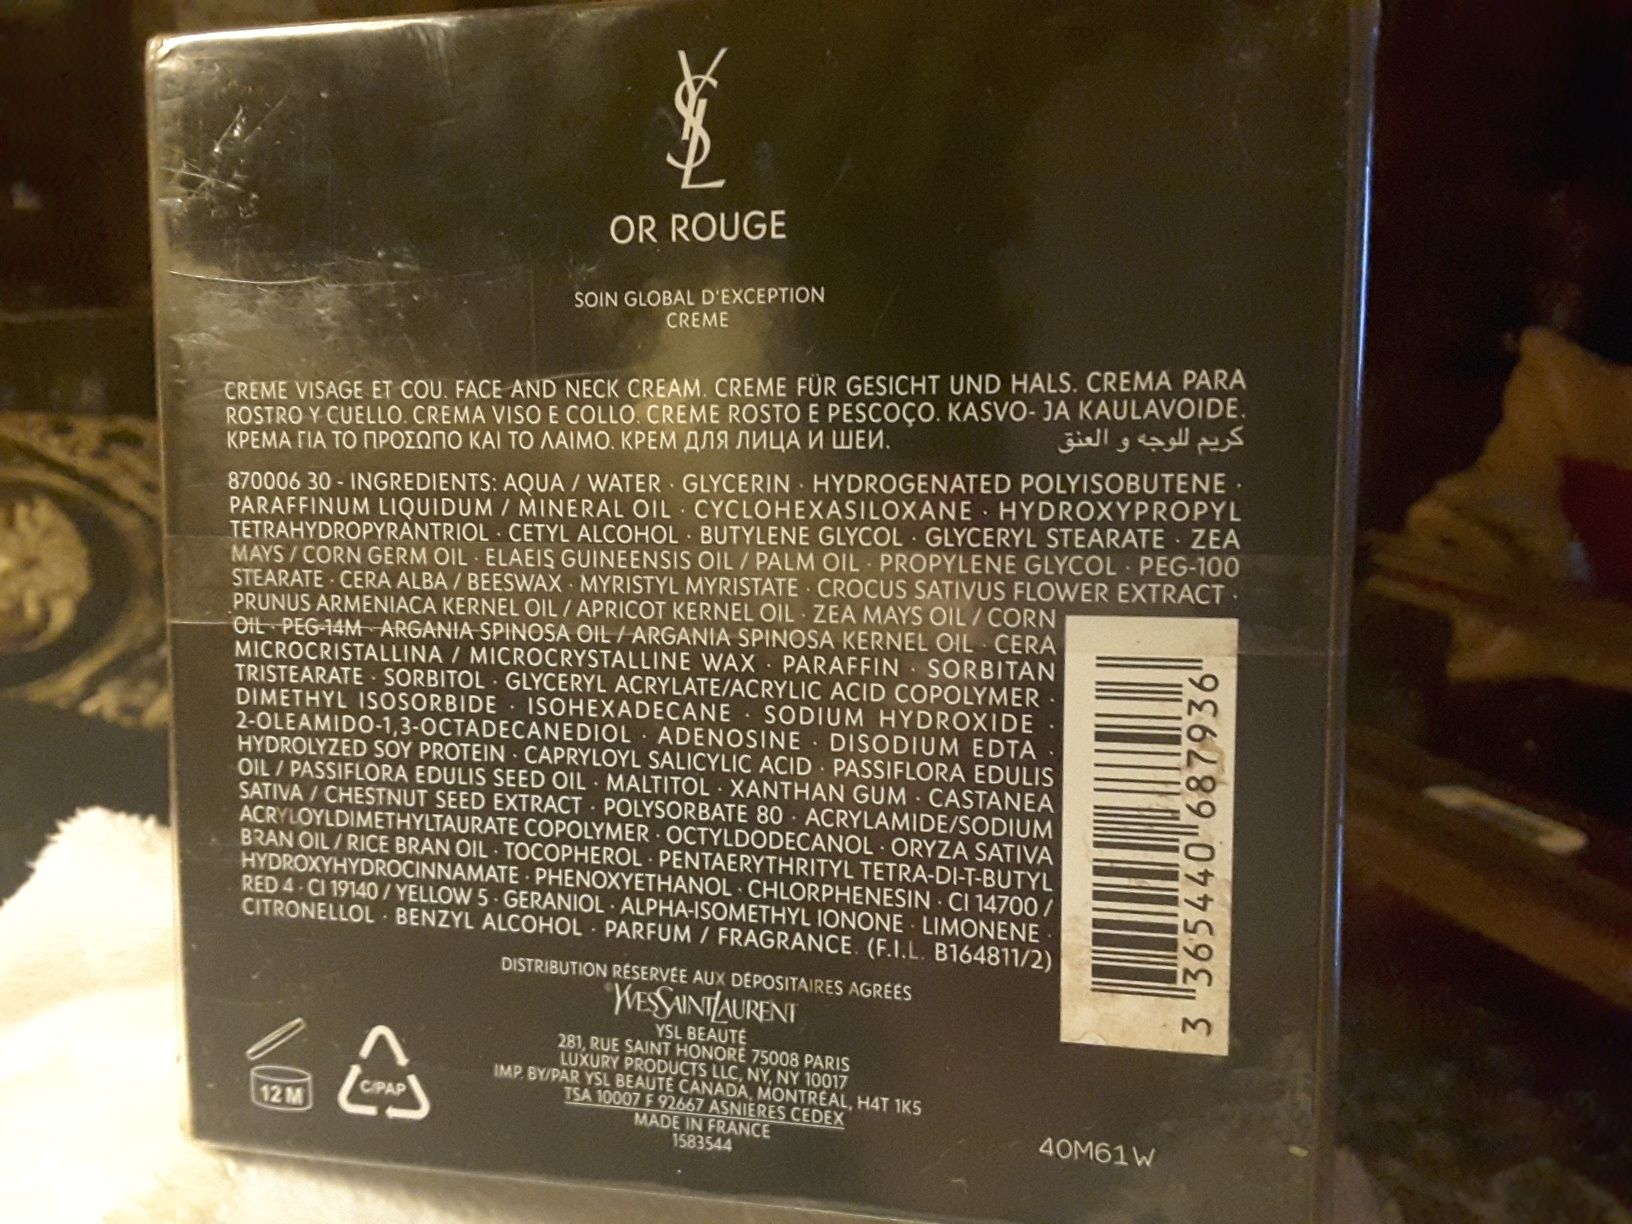 YSL
OR ROUGE
SOIN GLOBAL D'EXCEPTION
CREME
CREME VISAGE ET COU. FACE AND NECK CREAM. CREME FÜR GESICHT UND HALS. CREMA PARA
ROSTRO Y CUELLO. CREMA VISO E COLLO. CREME ROSTO E PESCOÇO. KASVO- JA KAULAVOIDE.
ΚΡΕΜΑ ΓΙΑ ΤΟ ΠΡΟΣΩΠΟ ΚΑΙ ΤΟ ΛΑΙΜΟ. КРЕМ ДЛЯ ЛИЦА И ШЕИ. كريم للوجه و العنق
870006 30 - INGREDIENTS: AQUA / WATER · GLYCERIN · HYDROGENATED POLYISOBUTENE ·
PARAFFINUM LIQUIDUM / MINERAL OIL · CYCLOHEXASILOXANE · HYDROXYPROPYL
TETRAHYDROPYRANTRIOL · CETYL ALCOHOL · BUTYLENE GLYCOL · GLYCERYL STEARATE · ZEA
MAYS / CORN GERM OIL · ELAEIS GUINEENSIS OIL / PALM OIL · PROPYLENE GLYCOL · PEG-100
STEARATE · CERA ALBA / BEESWAX · MYRISTYL MYRISTATE · CROCUS SATIVUS FLOWER EXTRACT ·
PRUNUS ARMENIACA KERNEL OIL / APRICOT KERNEL OIL · ZEA MAYS OIL / CORN
OIL · PEG-14M · ARGANIA SPINOSA OIL / ARGANIA SPINOSA KERNEL OIL · CERA
MICROCRISTALLINA / MICROCRYSTALLINE WAX · PARAFFIN · SORBITAN
TRISTEARATE · SORBITOL · GLYCERYL ACRYLATE/ACRYLIC ACID COPOLYMER ·
DIMETHYL ISOSORBIDE · ISOHEXADECANE · SODIUM HYDROXIDE ·
2-OLEAMIDO-1,3-OCTADECANEDIOL · ADENOSINE · DISODIUM EDTA ·
HYDROLYZED SOY PROTEIN · CAPRYLOYL SALICYLIC ACID · PASSIFLORA EDULIS
OIL / PASSIFLORA EDULIS SEED OIL · MALTITOL · XANTHAN GUM · CASTANEA
SATIVA / CHESTNUT SEED EXTRACT · POLYSORBATE 80 · ACRYLAMIDE/SODIUM
ACRYLOYLDIMETHYLTAURATE COPOLYMER · OCTYLDODECANOL · ORYZA SATIVA
BRAN OIL / RICE BRAN OIL · TOCOPHEROL · PENTAERYTHRITYL TETRA-DI-T-BUTYL
HYDROXYHYDROCINNAMATE · PHENOXYETHANOL · CHLORPHENESIN · CI 14700 /
RED 4 · CI 19140 / YELLOW 5 · GERANIOL · ALPHA-ISOMETHYL IONONE · LIMONENE ·
CITRONELLOL · BENZYL ALCOHOL · PARFUM / FRAGRANCE. (F.I.L. B164811/2)
3 365440 687936
DISTRIBUTION RÉSERVÉE AUX DÉPOSITAIRES AGRÉÉS
YVESSAINTLAURENT
YSL BEAUTÉ
281, RUE SAINT HONORÉ 75008 PARIS
LUXURY PRODUCTS LLC, NY, NY 10017
IMP. BY/PAR YSL BEAUTÉ CANADA, MONTRÉAL, H4T 1K5
TSA 10007 F 92667 ASNIERES CEDEX
MADE IN FRANCE
1583544
12 M
C/PAP
40M61W